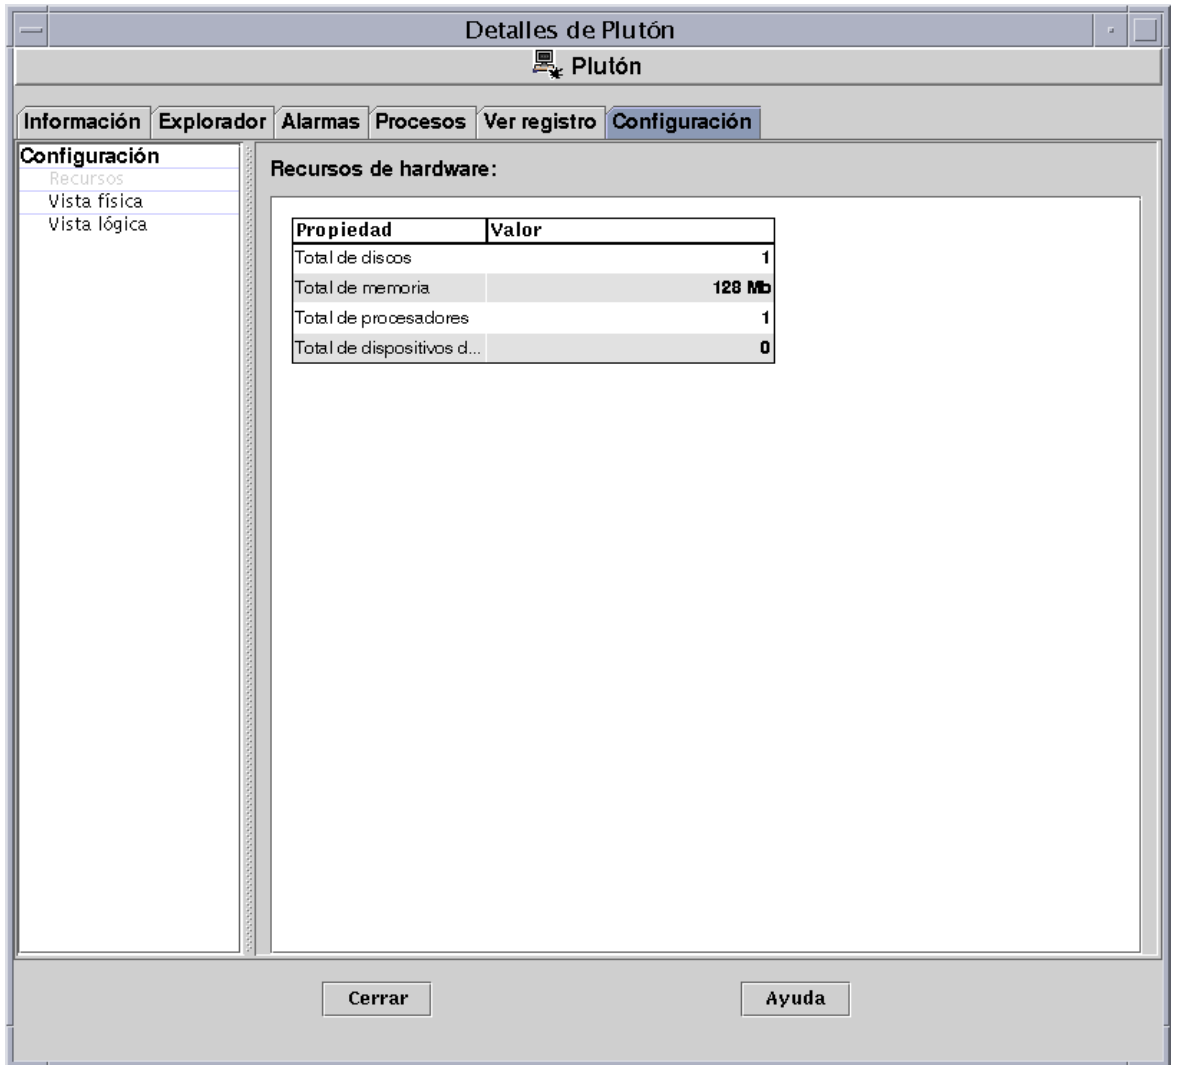 Detalles de Plutón
Plutón
Información Explorador Alarmas Procesos Ver registro Configuración
Configuración
Recursos
Vista física
Vista lógica
Recursos de hardware:
Propiedad Valor
Total de discos 1
Total de memoria 128 Mb
Total de procesadores 1
Total de dispositivos d... 0
Cerrar Ayuda